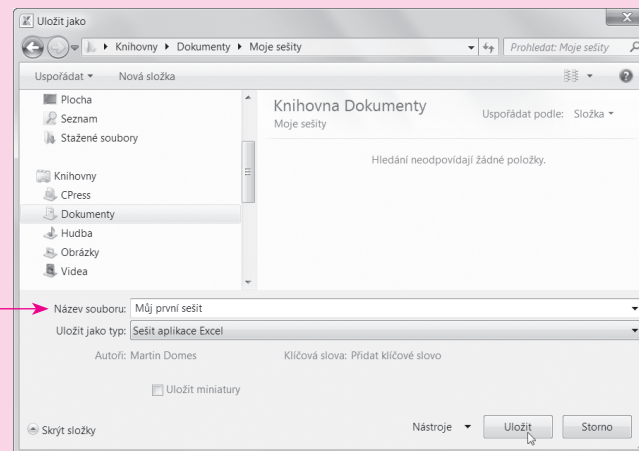 Uložit jako
Knihovny Dokumenty Moje sešity Prohledat: Moje sešity
Uspořádat Nová složka
Plocha
Seznam
Stažené soubory
Knihovny
CPress
Dokumenty
Hudba
Obrázky
Videa
Knihovna Dokumenty
Moje sešity
Uspořádat podle: Složka
Hledání neodpovídají žádné položky.
Název souboru: Můj první sešit
Uložit jako typ: Sešit aplikace Excel
Autoři: Martin Domes Klíčová slova: Přidat klíčové slovo
Uložit miniatury
Skrýt složky Nástroje Uložit Storno